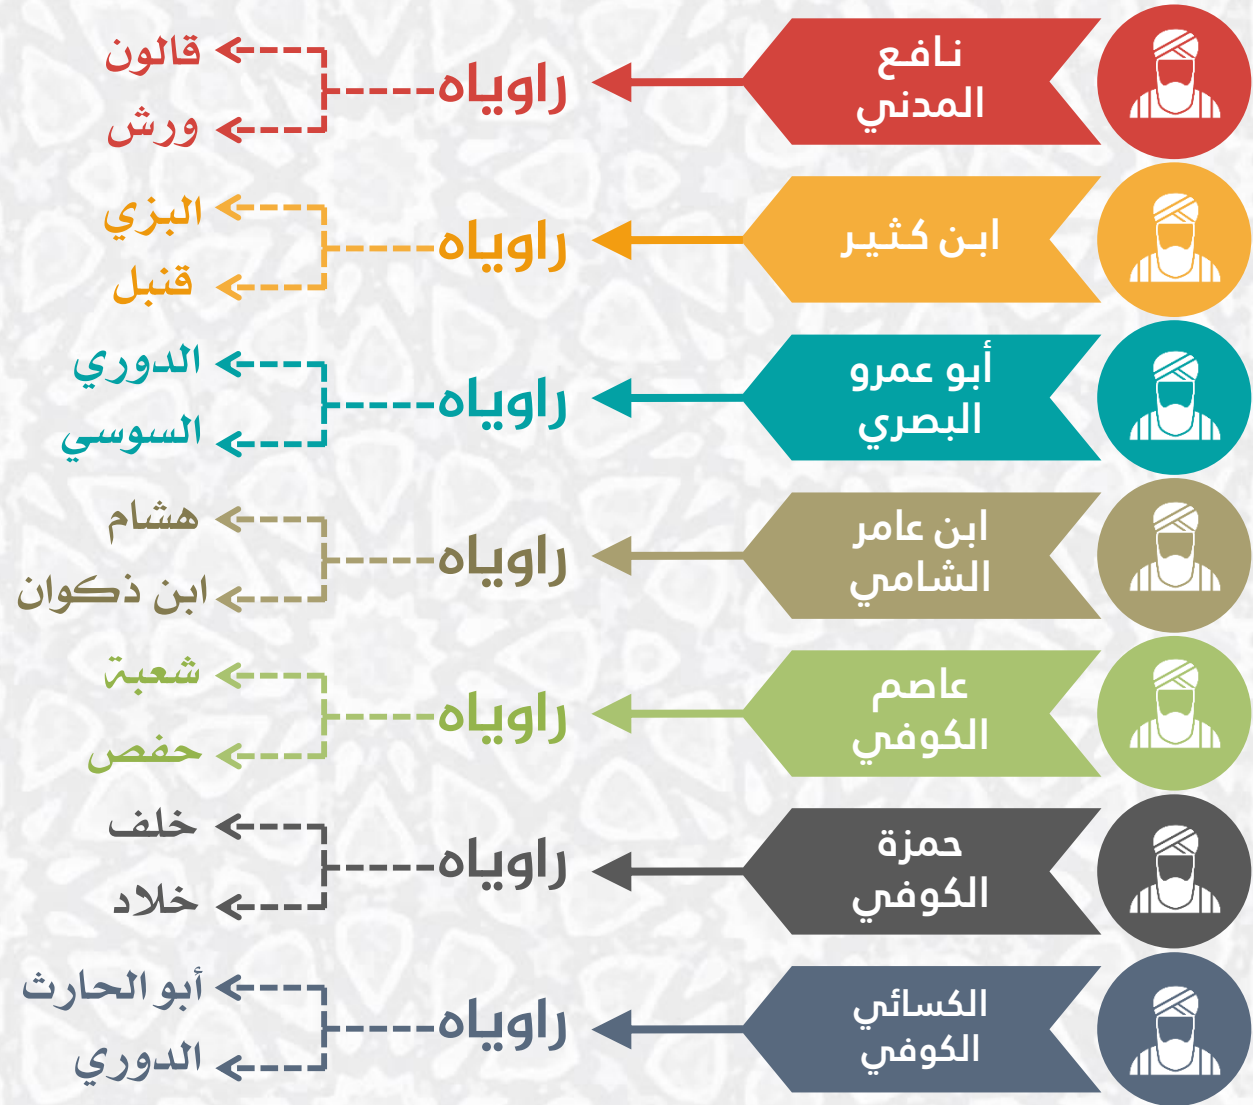 نافع
المدني
راوياه
قالون
ورش
ابن كثير
راوياه
البزي
قنبل
أبو عمرو
البصري
راوياه
الدوري
السوسي
ابن عامر
الشامي
راوياه
هشام
ابن ذكوان
عاصم
الكوفي
راوياه
شعبة
حفص
حمزة
الكوفي
راوياه
خلف
خلاد
الكسائي
الكوفي
راوياه
أبو الحارث
الدوري